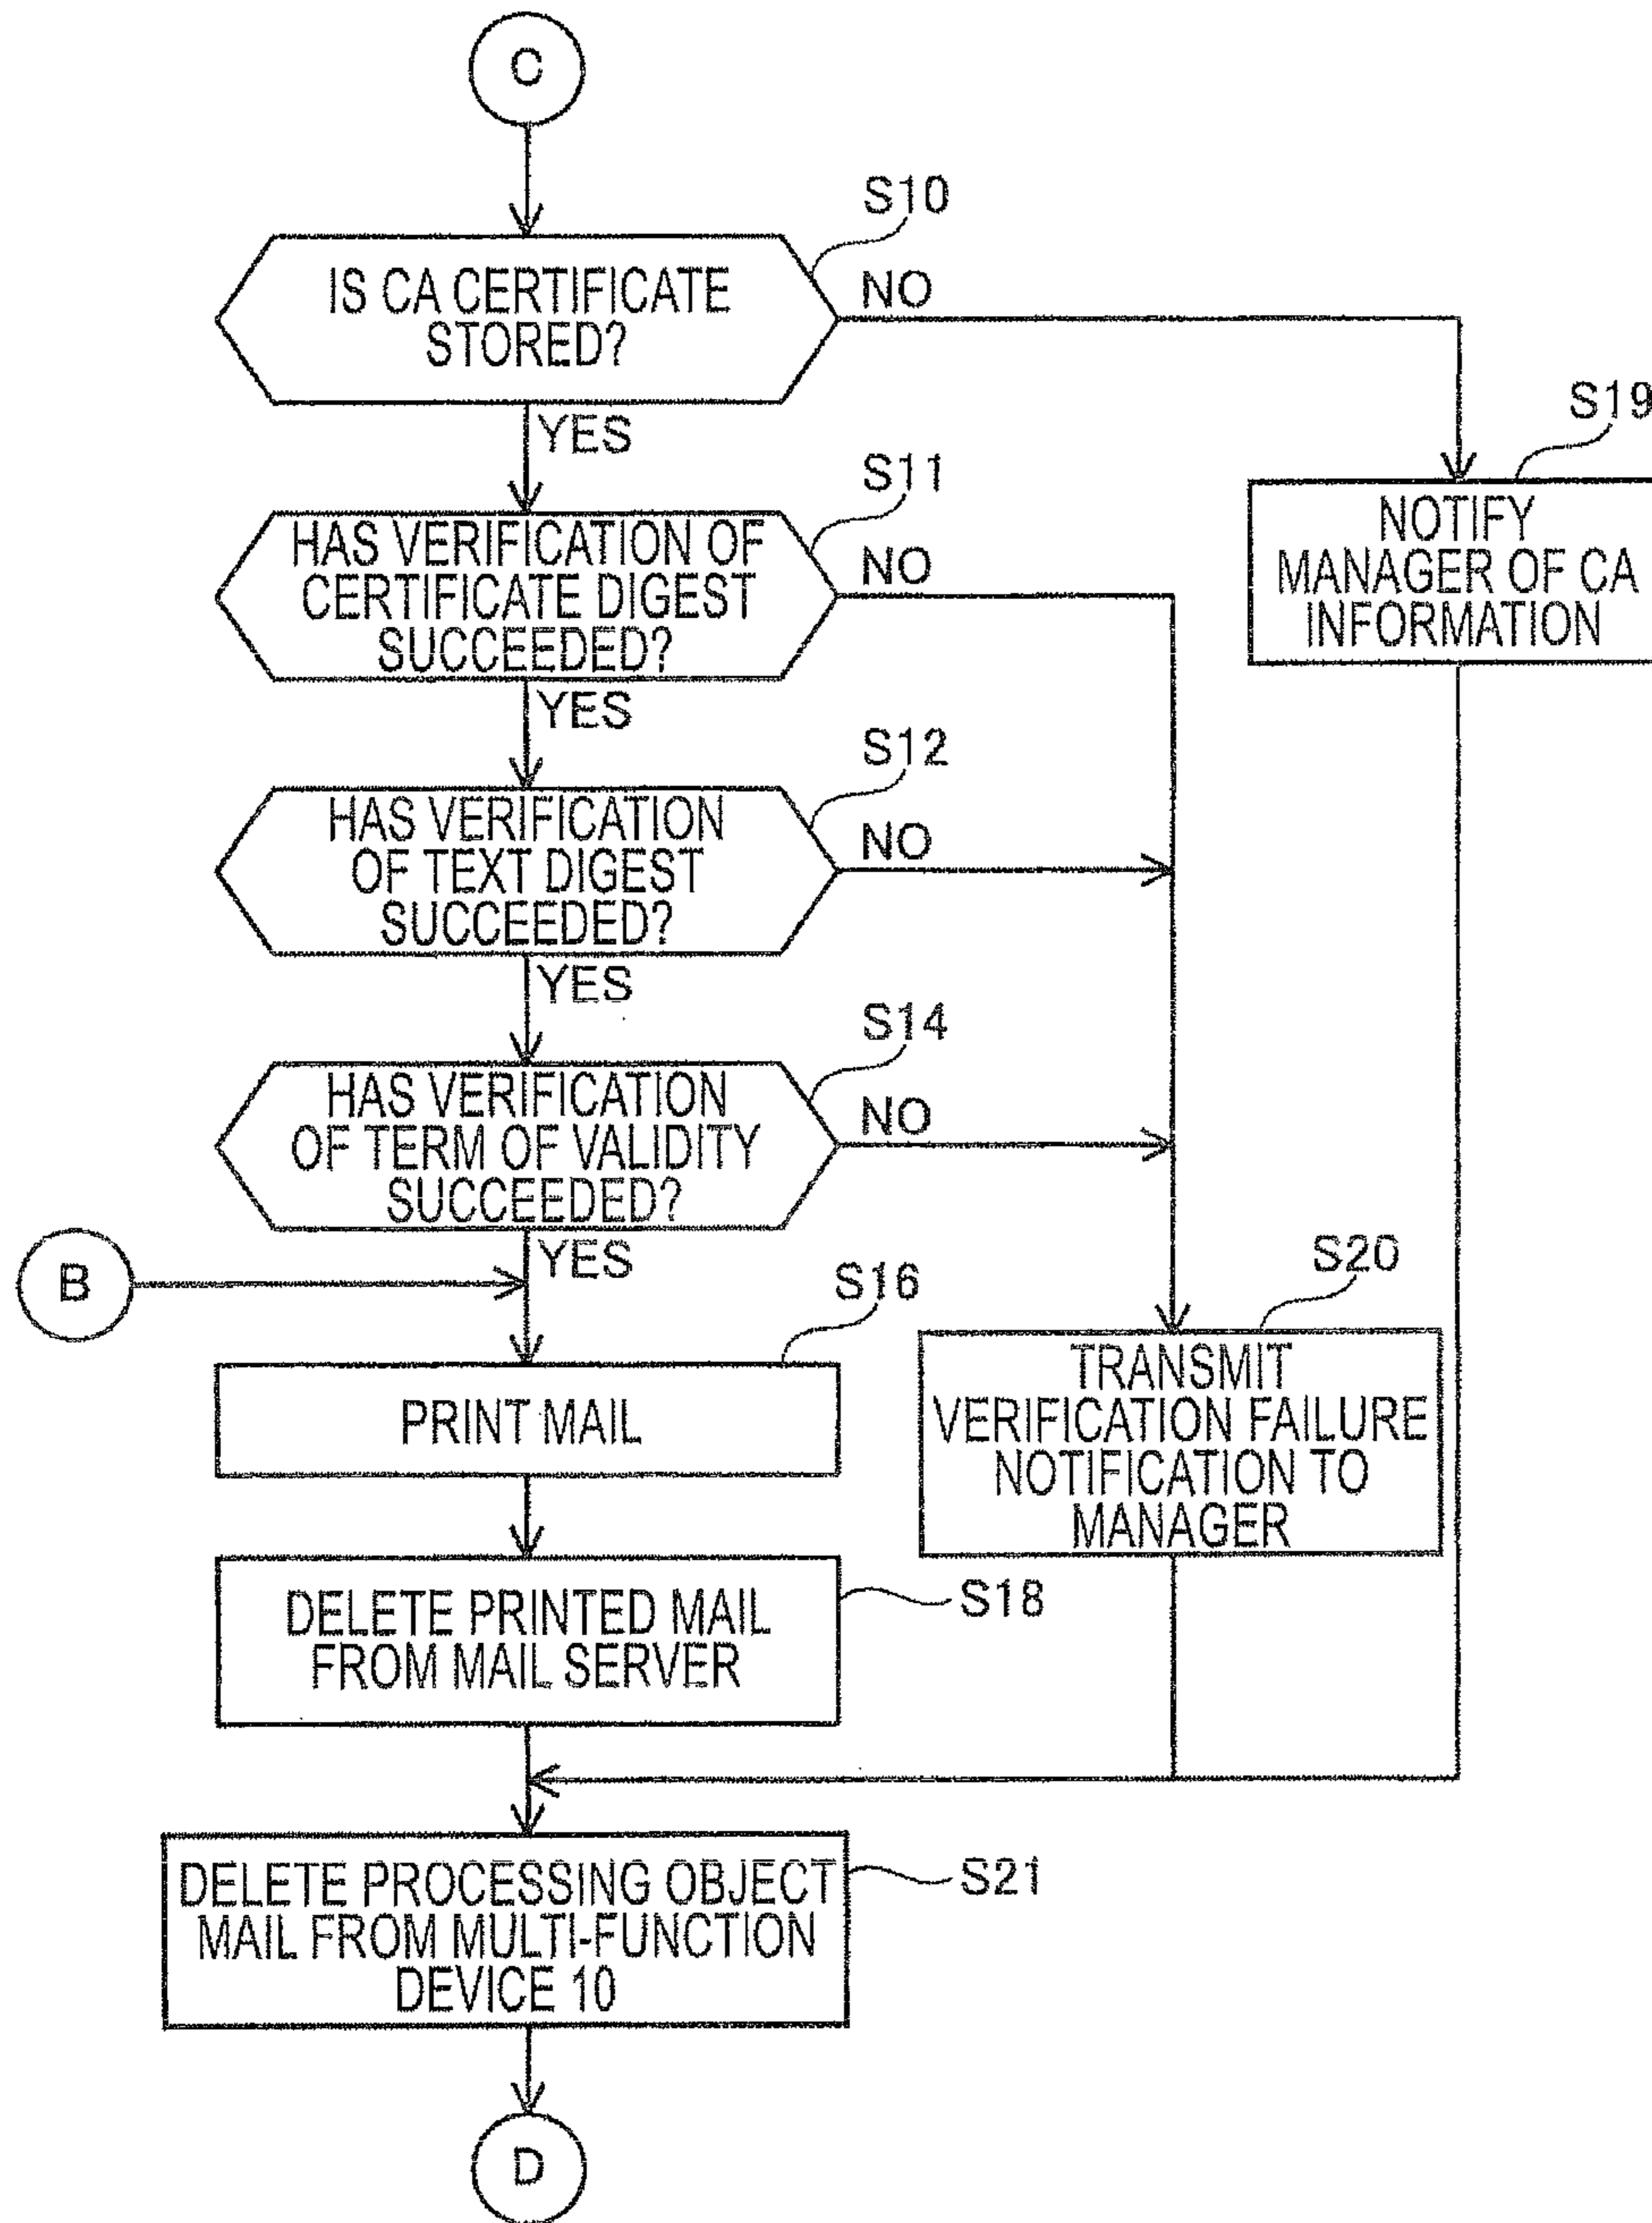 C
S10
IS CA CERTIFICATE
STORED?
NO
YES
S19
NOTIFY
MANAGER OF CA
INFORMATION
S11
HAS VERIFICATION OF
CERTIFICATE DIGEST
SUCCEEDED?
NO
YES
S12
HAS VERIFICATION
OF TEXT DIGEST
SUCCEEDED?
NO
YES
S14
HAS VERIFICATION
OF TERM OF VALIDITY
SUCCEEDED?
NO
YES
B
S16
PRINT MAIL
S20
TRANSMIT
VERIFICATION FAILURE
NOTIFICATION TO
MANAGER
DELETE PRINTED MAIL
FROM MAIL SERVER
S18
DELETE PROCESSING OBJECT
MAIL FROM MULTI-FUNCTION
DEVICE 10
S21
D